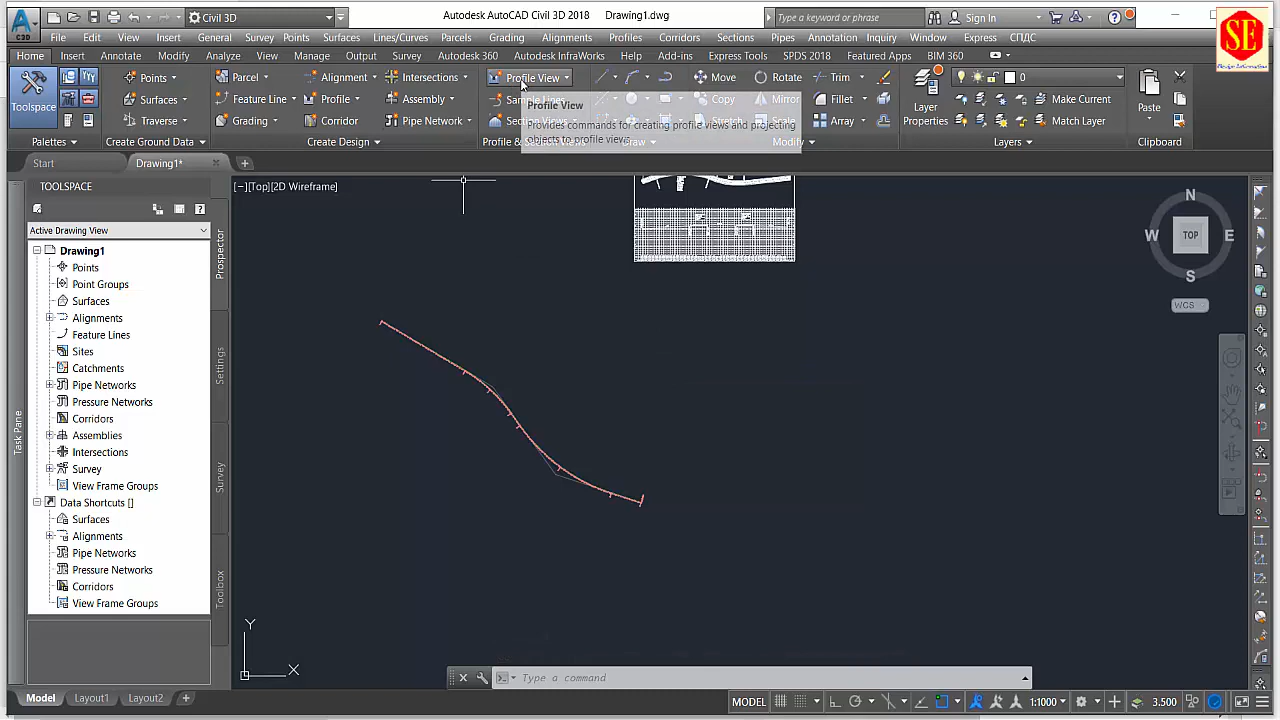 Civil 3D
Autodesk AutoCAD Civil 3D 2018 Drawing1.dwg
Type a keyword or phrase
Sign In
SE
File Edit View Insert General Survey Points Surfaces Lines/Curves Parcels Grading Alignments Profiles Corridors Sections Pipes Annotation Inquiry Window Express СПДС
Home Insert Annotate Modify Analyze View Manage Output Survey Autodesk 360 Autodesk InfraWorks Help Add-ins Express Tools SPDS 2018 Featured Apps BIM 360
Toolspace
Points Parcel Alignment Intersections Profile View Move Rotate Trim 0
Surfaces Feature Line Profile Assembly Copy Mirror Fillet Make Current
Traverse Grading Corridor Pipe Network Stretch Array Match Layer
Layer Properties
Paste
Profile View
Provides commands for creating profile views and projecting
objects to profile views.
Palettes Create Ground Data Create Design Modify Layers Clipboard
Start Drawing1*
TOOLSPACE
[−][Top][2D Wireframe]
Active Drawing View
Drawing1
Points
Point Groups
Surfaces
Alignments
Feature Lines
Sites
Catchments
Pipe Networks
Pressure Networks
Corridors
Assemblies
Intersections
Survey
View Frame Groups
Data Shortcuts []
Surfaces
Alignments
Pipe Networks
Pressure Networks
Corridors
View Frame Groups
Prospector
Settings
Survey
Toolbox
Task Pane
N
W TOP E
S
WCS
Y
X
Type a command
Model Layout1 Layout2
MODEL 1:1000 3.500